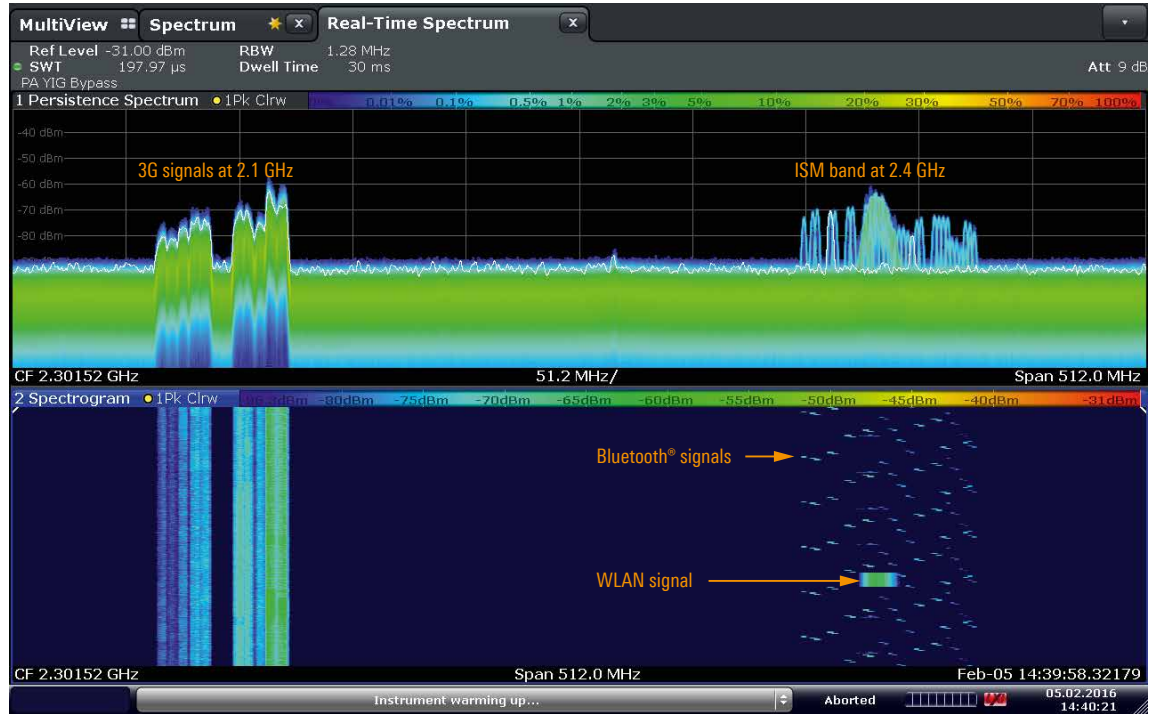 MultiView Spectrum x Real-Time Spectrum x
Ref Level -31.00 dBm RBW 1.28 MHz
SWT 197.97 µs Dwell Time 30 ms Att 9 dB
PA YIG Bypass
1 Persistence Spectrum 1Pk Clrw 0.01% 0.1% 0.5% 1% 2% 3% 5% 10% 20% 30% 50% 70% 100%
-40 dBm
-50 dBm
3G signals at 2.1 GHz ISM band at 2.4 GHz
-60 dBm
-70 dBm
-80 dBm
CF 2.30152 GHz 51.2 MHz/ Span 512.0 MHz
2 Spectrogram 1Pk Clrw -80dBm -75dBm -70dBm -65dBm -60dBm -55dBm -50dBm -45dBm -40dBm -31dBm
Bluetooth® signals
WLAN signal
CF 2.30152 GHz Span 512.0 MHz Feb-05 14:39:58.32179
Instrument warming up... Aborted 05.02.2016
14:40:21